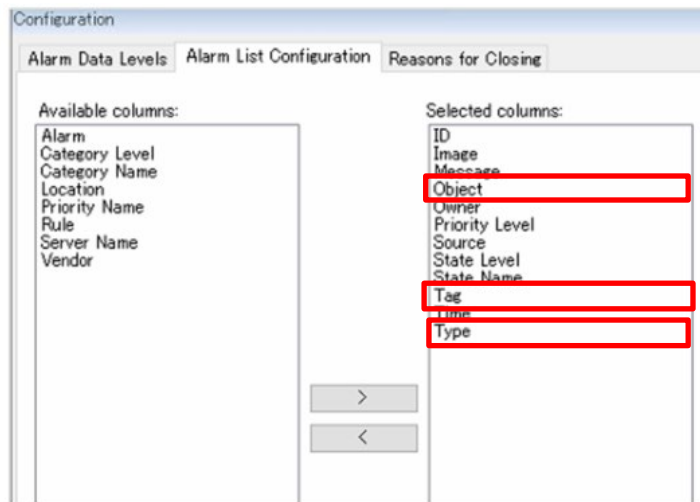 Configuration
Alarm Data Levels
Alarm List Configuration
Reasons for Closing
Available columns:
Alarm
Category Level
Category Name
Location
Priority Name
Rule
Server Name
Vendor
>
<
Selected columns:
ID
Image
Message
Object
Owner
Priority Level
Source
State Level
State Name
Tag
Time
Type